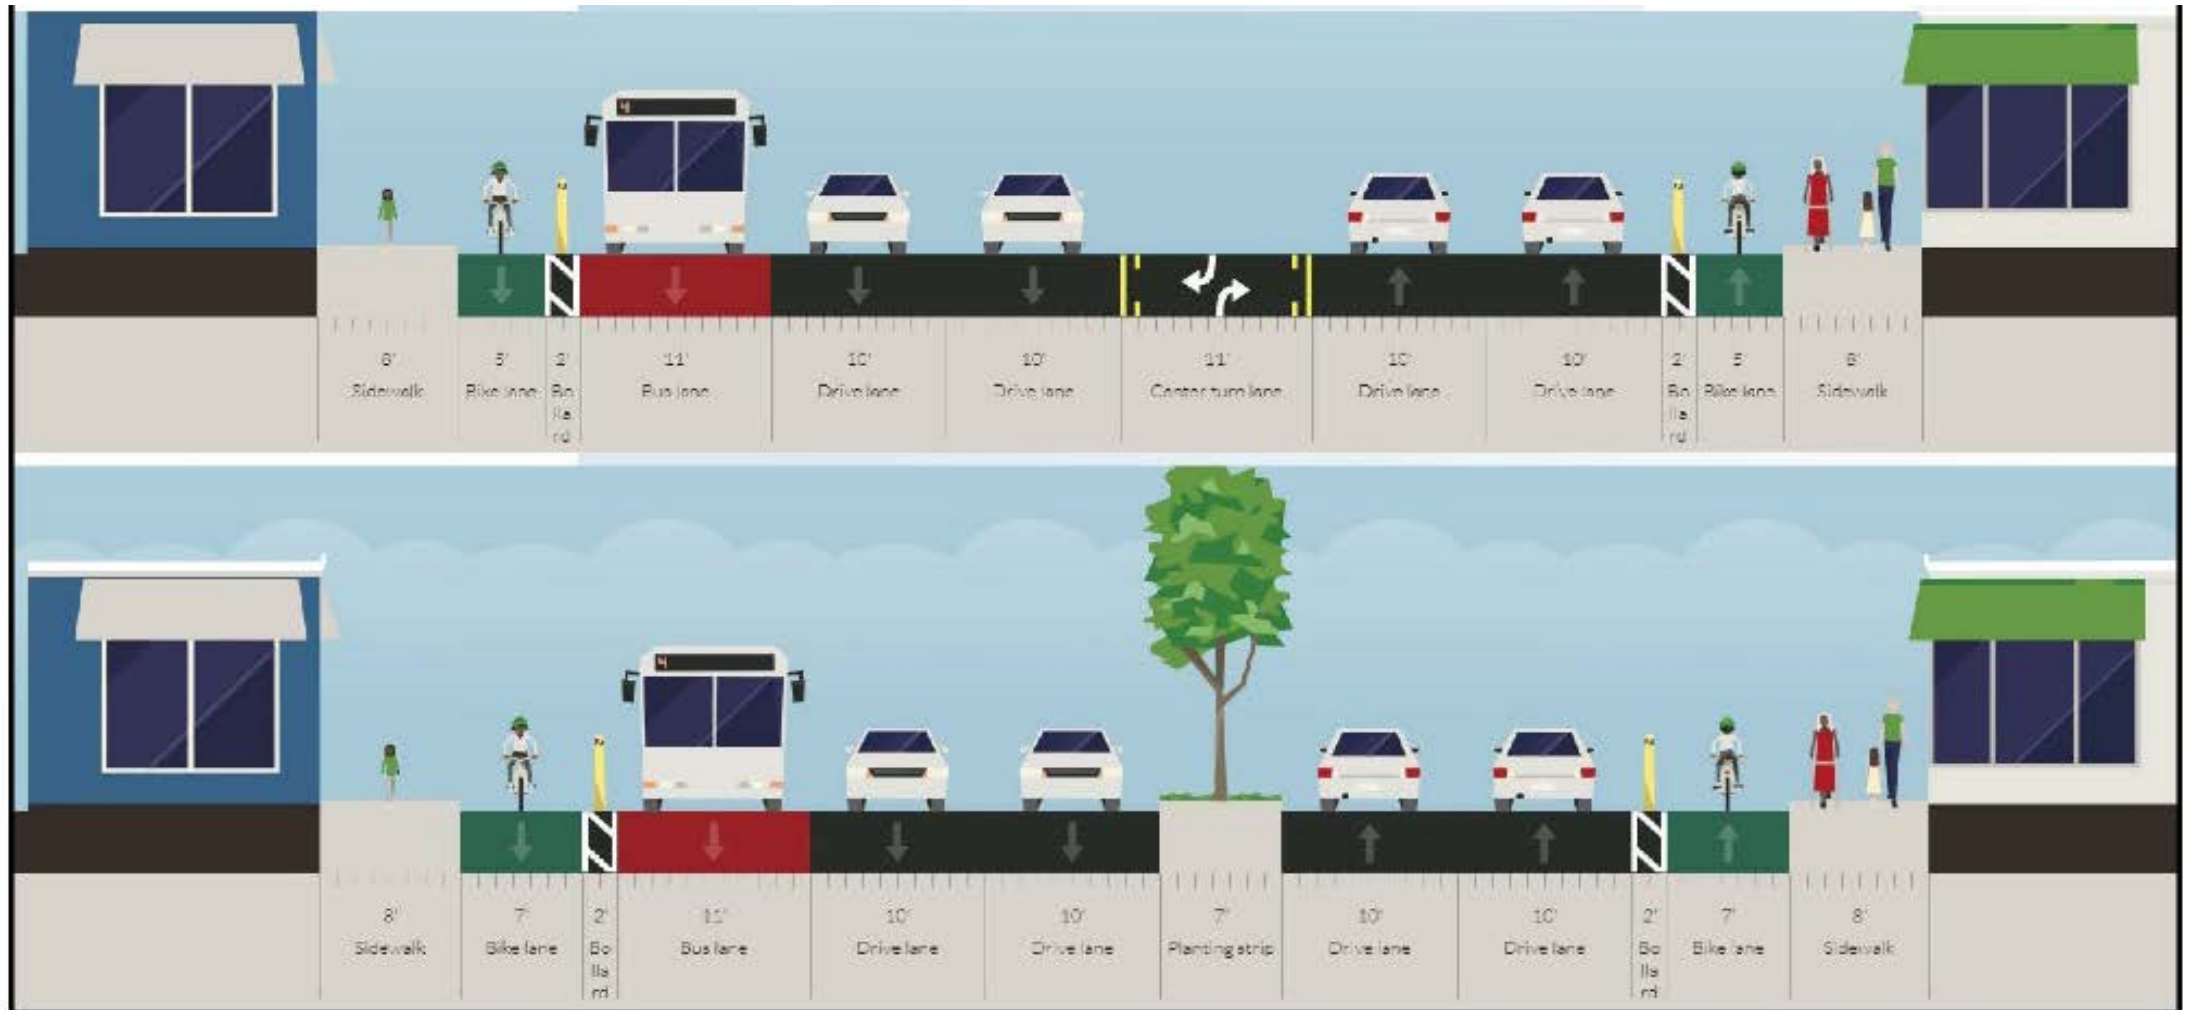 4
8' 5' 2' 11' 10' 10' 11' 10' 10' 2' 5' 8'
Sidewalk Bike lane Bo Bus lane Drive lane Drive lane Center turn lane Drive lane Drive lane Bo Bike lane Sidewalk
lla lla
rd rd
4
8' 7' 2' 11' 10' 10' 7' 10' 10' 2' 7' 8'
Sidewalk Bike lane Bo Bus lane Drive lane Drive lane Planting strip Drive lane Drive lane Bo Bike lane Sidewalk
lla lla
rd rd